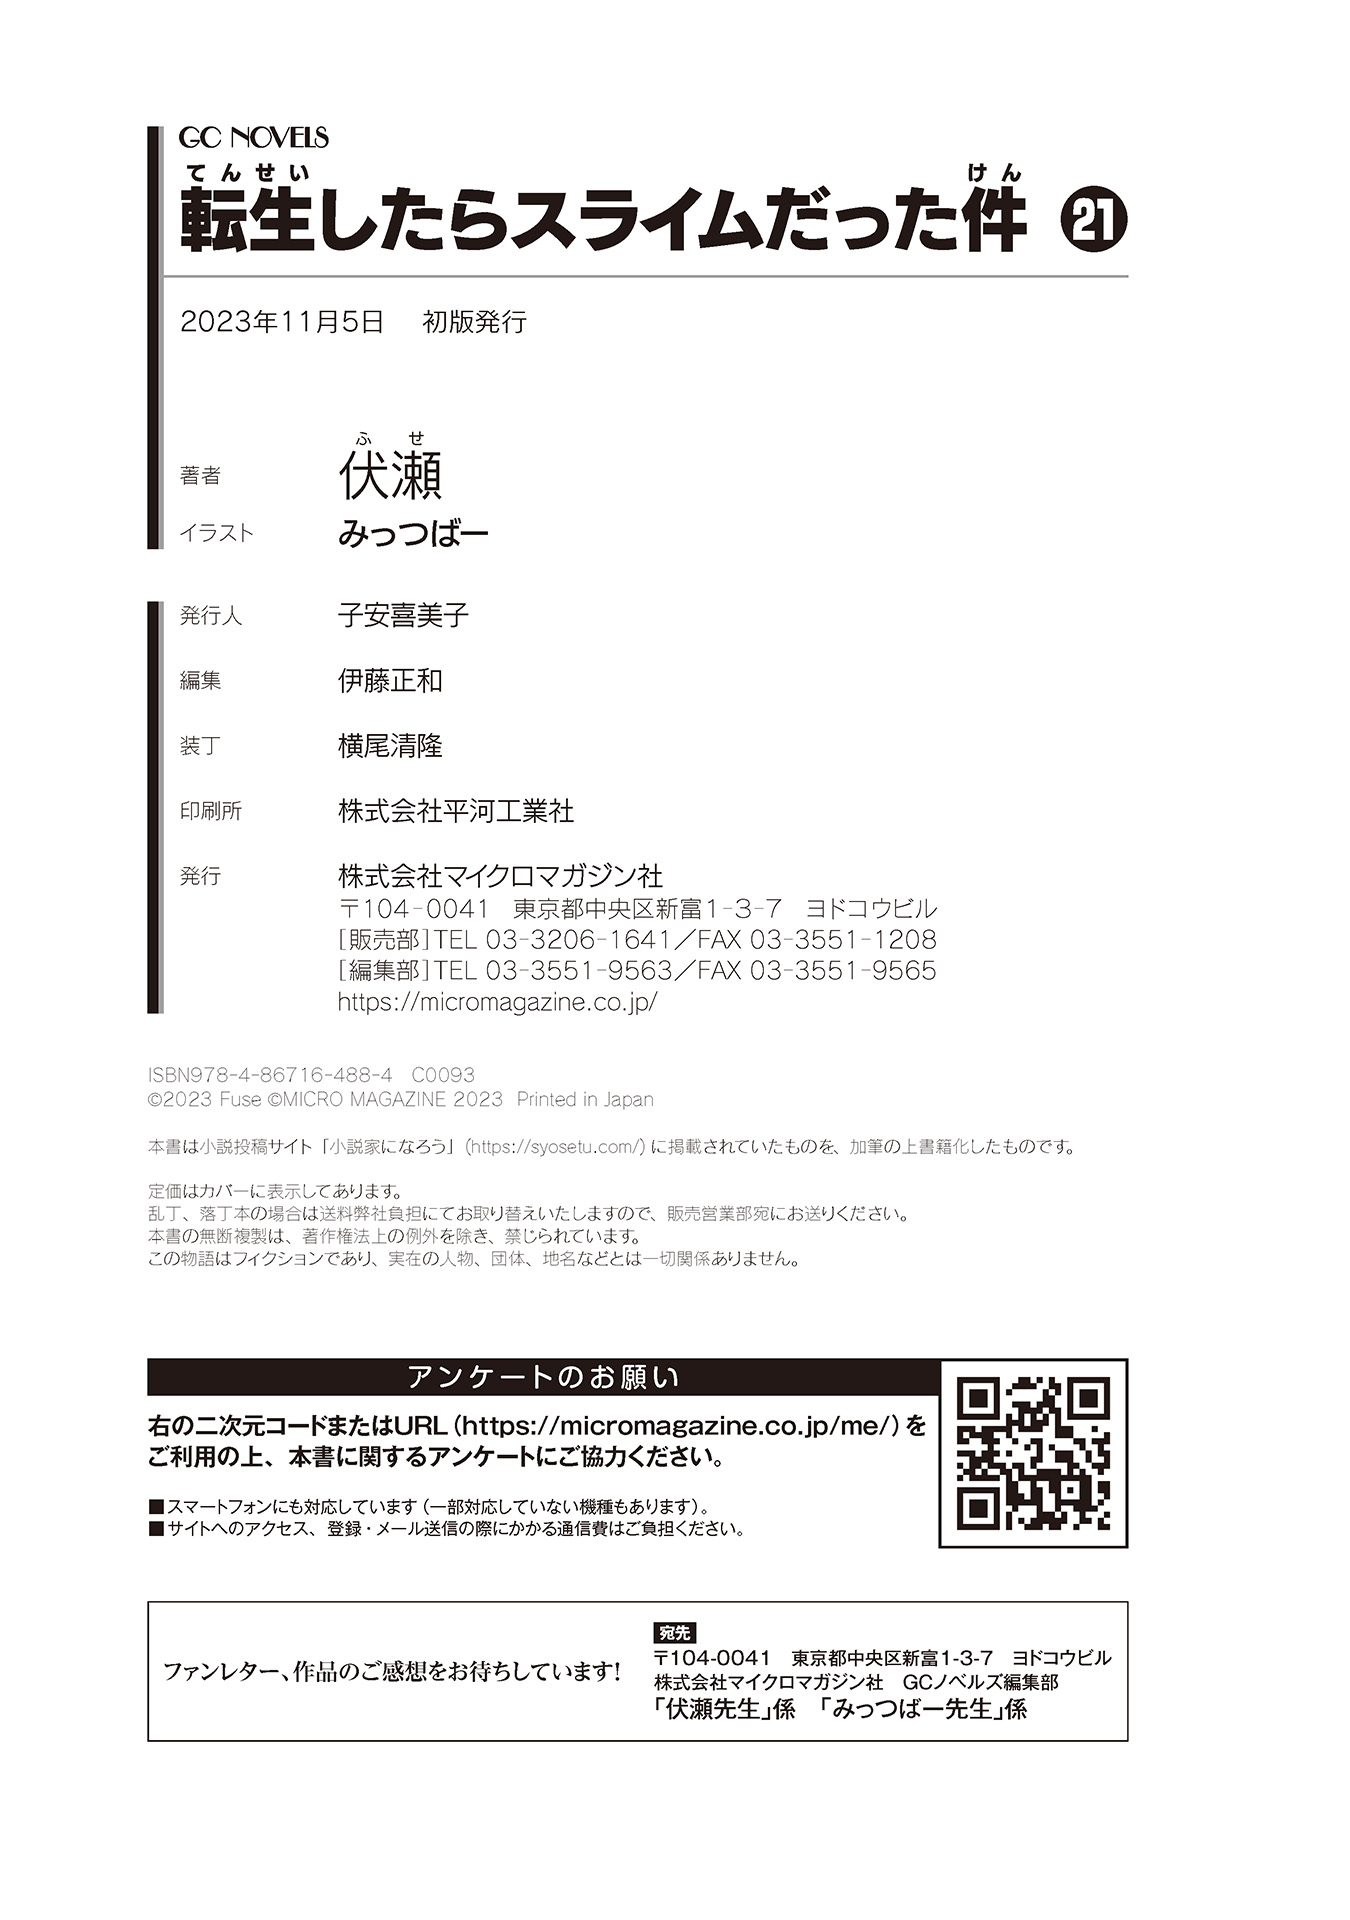 GC NOVELS
てんせい けん
転生したらスライムだった件 21
2023年11月5日 初版発行
ふせ
著者 伏瀬
イラスト みっつばー
発行人 子安喜美子
編集 伊藤正和
装丁 横尾清隆
印刷所 株式会社平河工業社
発行 株式会社マイクロマガジン社
〒104-0041 東京都中央区新富1-3-7 ヨドコウビル
[販売部]TEL 03-3206-1641／FAX 03-3551-1208
[編集部]TEL 03-3551-9563／FAX 03-3551-9565
https://micromagazine.co.jp/
ISBN978-4-86716-488-4 C0093
©2023 Fuse ©MICRO MAGAZINE 2023 Printed in Japan
本書は小説投稿サイト「小説家になろう」（https://syosetu.com/）に掲載されていたものを、加筆の上書籍化したものです。
定価はカバーに表示してあります。
乱丁、落丁本の場合は送料弊社負担にてお取り替えいたしますので、販売営業部宛にお送りください。
本書の無断複製は、著作権法上の例外を除き、禁じられています。
この物語はフィクションであり、実在の人物、団体、地名などとは一切関係ありません。
アンケートのお願い
右の二次元コードまたはURL（https://micromagazine.co.jp/me/）を
ご利用の上、本書に関するアンケートにご協力ください。
■スマートフォンにも対応しています（一部対応していない機種もあります）。
■サイトへのアクセス、登録・メール送信の際にかかる通信費はご負担ください。
ファンレター、作品のご感想をお待ちしています!
宛先
〒104-0041 東京都中央区新富1-3-7 ヨドコウビル
株式会社マイクロマガジン社 GCノベルズ編集部
「伏瀬先生」係 「みっつばー先生」係